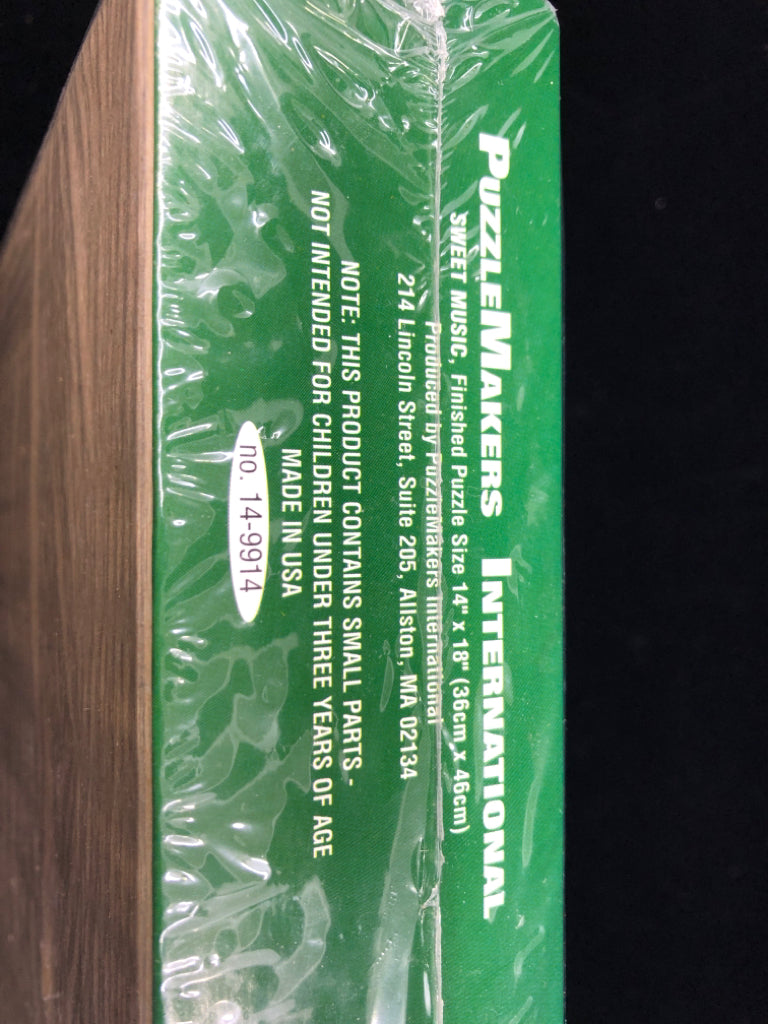 PUZZLEMAKERS INTERNATIONAL
SWEET MUSIC, Finished Puzzle Size 14" x 18" (36cm x 46cm)
Produced by PuzzleMakers International
214 Lincoln Street, Suite 205, Allston, MA 02134
NOTE: THIS PRODUCT CONTAINS SMALL PARTS -
NOT INTENDED FOR CHILDREN UNDER THREE YEARS OF AGE
MADE IN USA
no. 14-9914